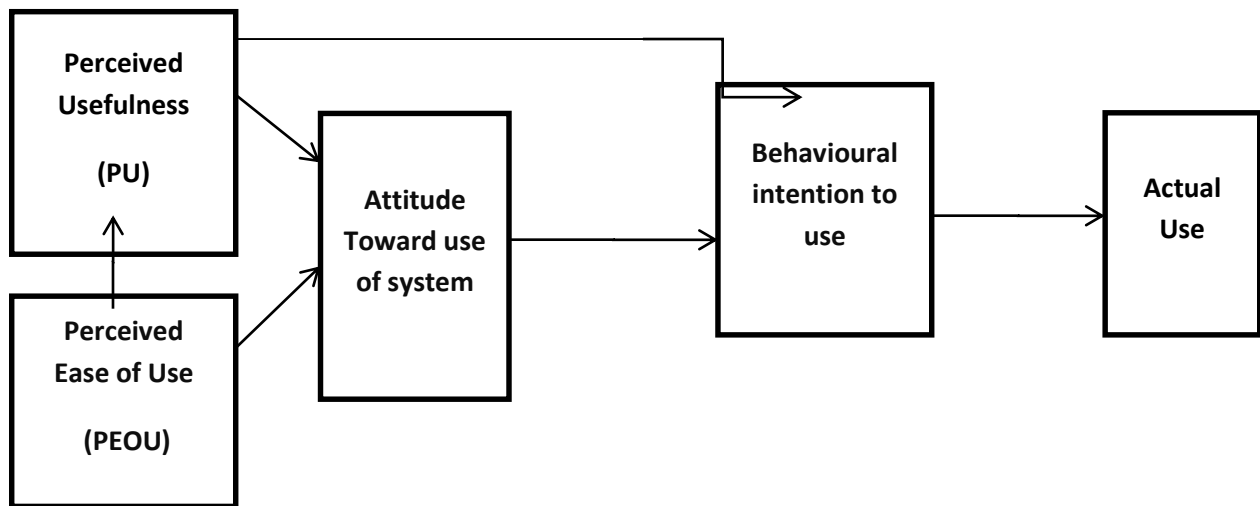 Perceived
Usefulness
(PU)
Perceived
Ease of Use
(PEOU)
Attitude
Toward use
of system
Behavioural
intention to
use
Actual
Use